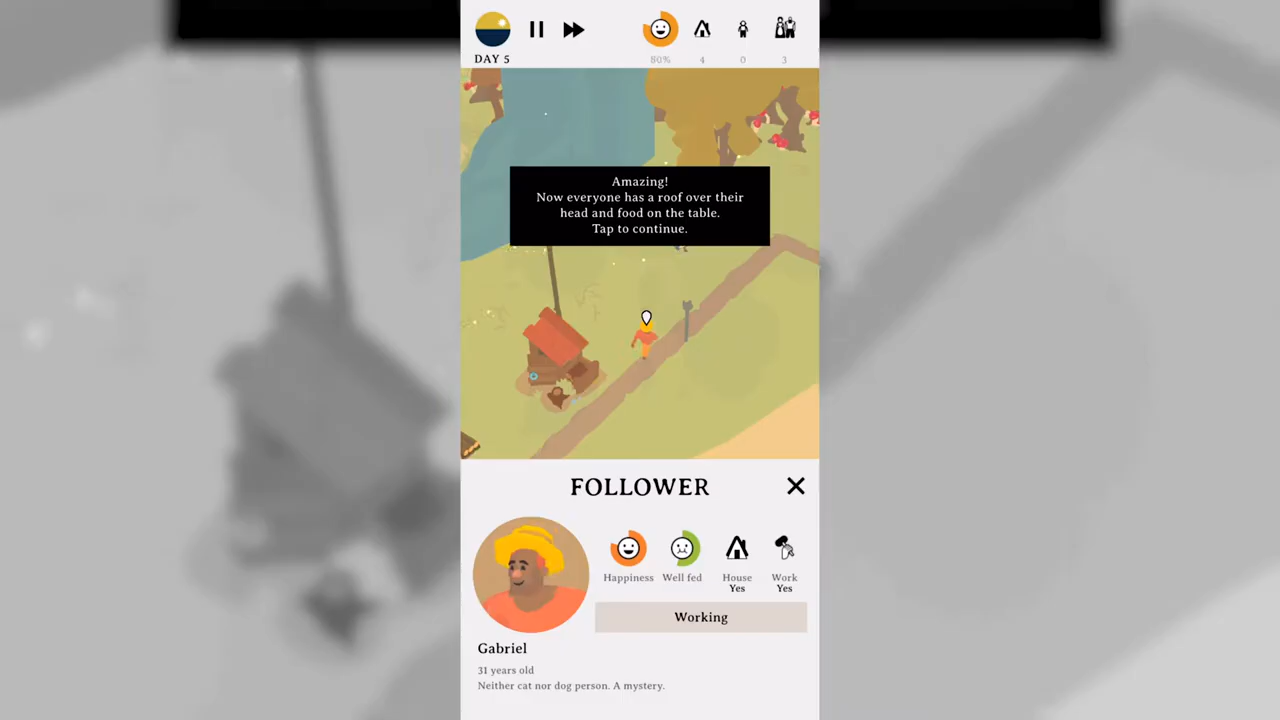 DAY 5
80%
4
0
3
Amazing!
Now everyone has a roof over their
head and food on the table.
Tap to continue.
FOLLOWER
Happiness
Well fed
House
Yes
Work
Yes
Working
Gabriel
31 years old
Neither cat nor dog person. A mystery.